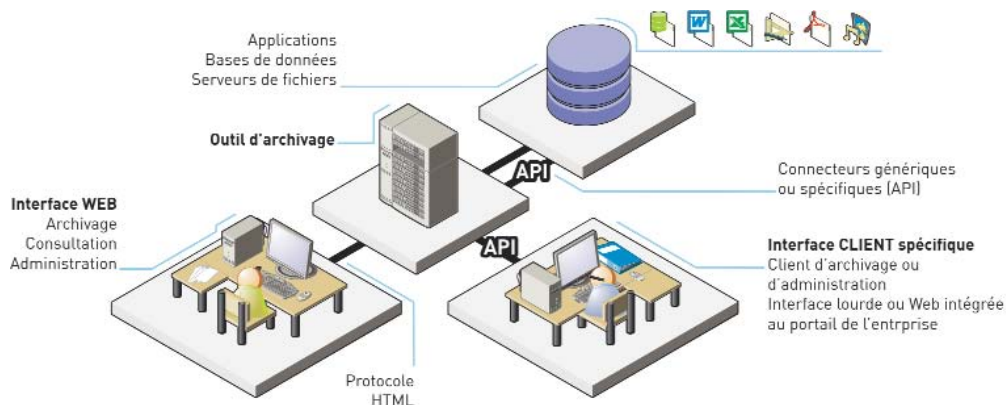 Applications
Bases de données
Serveurs de fichiers
W
X
Outil d'archivage
API
Connecteurs génériques
ou spécifiques (API)
Interface WEB
Archivage
Consultation
Administration
API
Interface CLIENT spécifique
Client d'archivage ou
d'administration
Interface lourde ou Web intégrée
au portail de l'entrprise
Protocole
HTML